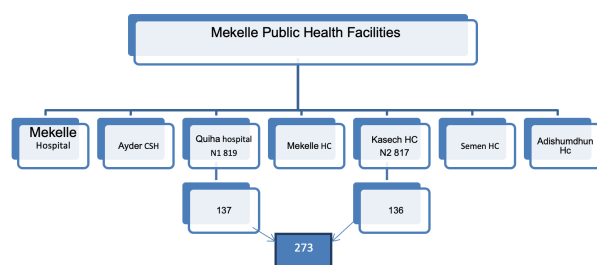 Mekelle Public Health Facilities
Mekelle
Hospital
Ayder CSH
Quiha hospital
N1 819
Mekelle HC
Kasech HC
N2 817
Semen HC
Adishumdhun
Hc
137
136
273